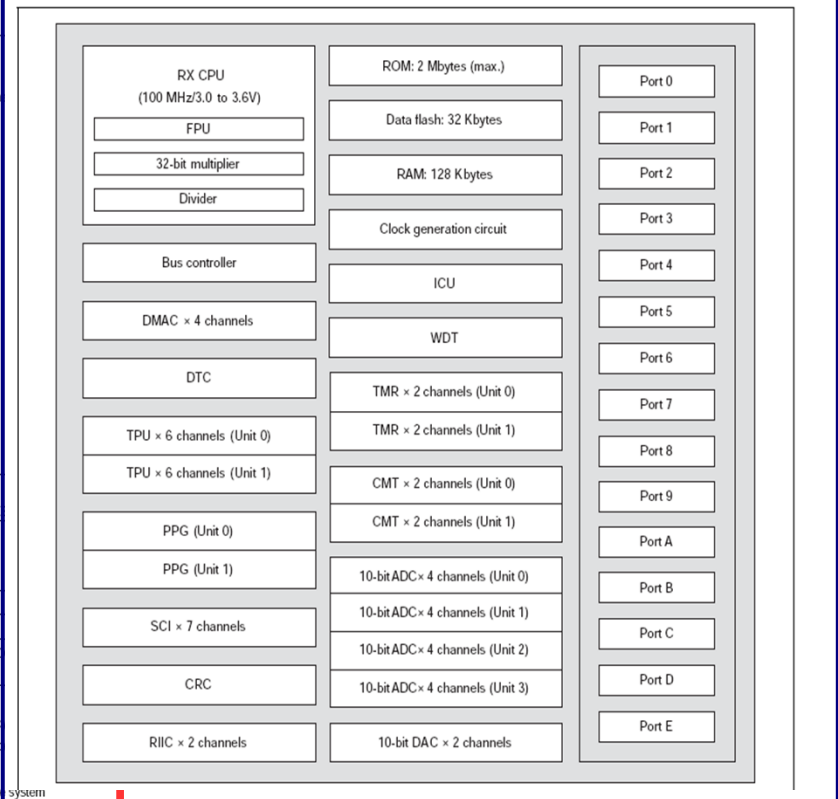 RX CPU
(100 MHz/3.0 to 3.6V)
FPU
32-bit multiplier
Divider
Bus controller
DMAC × 4 channels
DTC
TPU × 6 channels (Unit 0)
TPU × 6 channels (Unit 1)
PPG (Unit 0)
PPG (Unit 1)
SCI × 7 channels
CRC
RIIC × 2 channels
ROM: 2 Mbytes (max.)
Data flash: 32 Kbytes
RAM: 128 Kbytes
Clock generation circuit
ICU
WDT
TMR × 2 channels (Unit 0)
TMR × 2 channels (Unit 1)
CMT × 2 channels (Unit 0)
CMT × 2 channels (Unit 1)
10-bit ADC× 4 channels (Unit 0)
10-bit ADC× 4 channels (Unit 1)
10-bit ADC× 4 channels (Unit 2)
10-bit ADC× 4 channels (Unit 3)
10-bit DAC × 2 channels
Port 0
Port 1
Port 2
Port 3
Port 4
Port 5
Port 6
Port 7
Port 8
Port 9
Port A
Port B
Port C
Port D
Port E
system